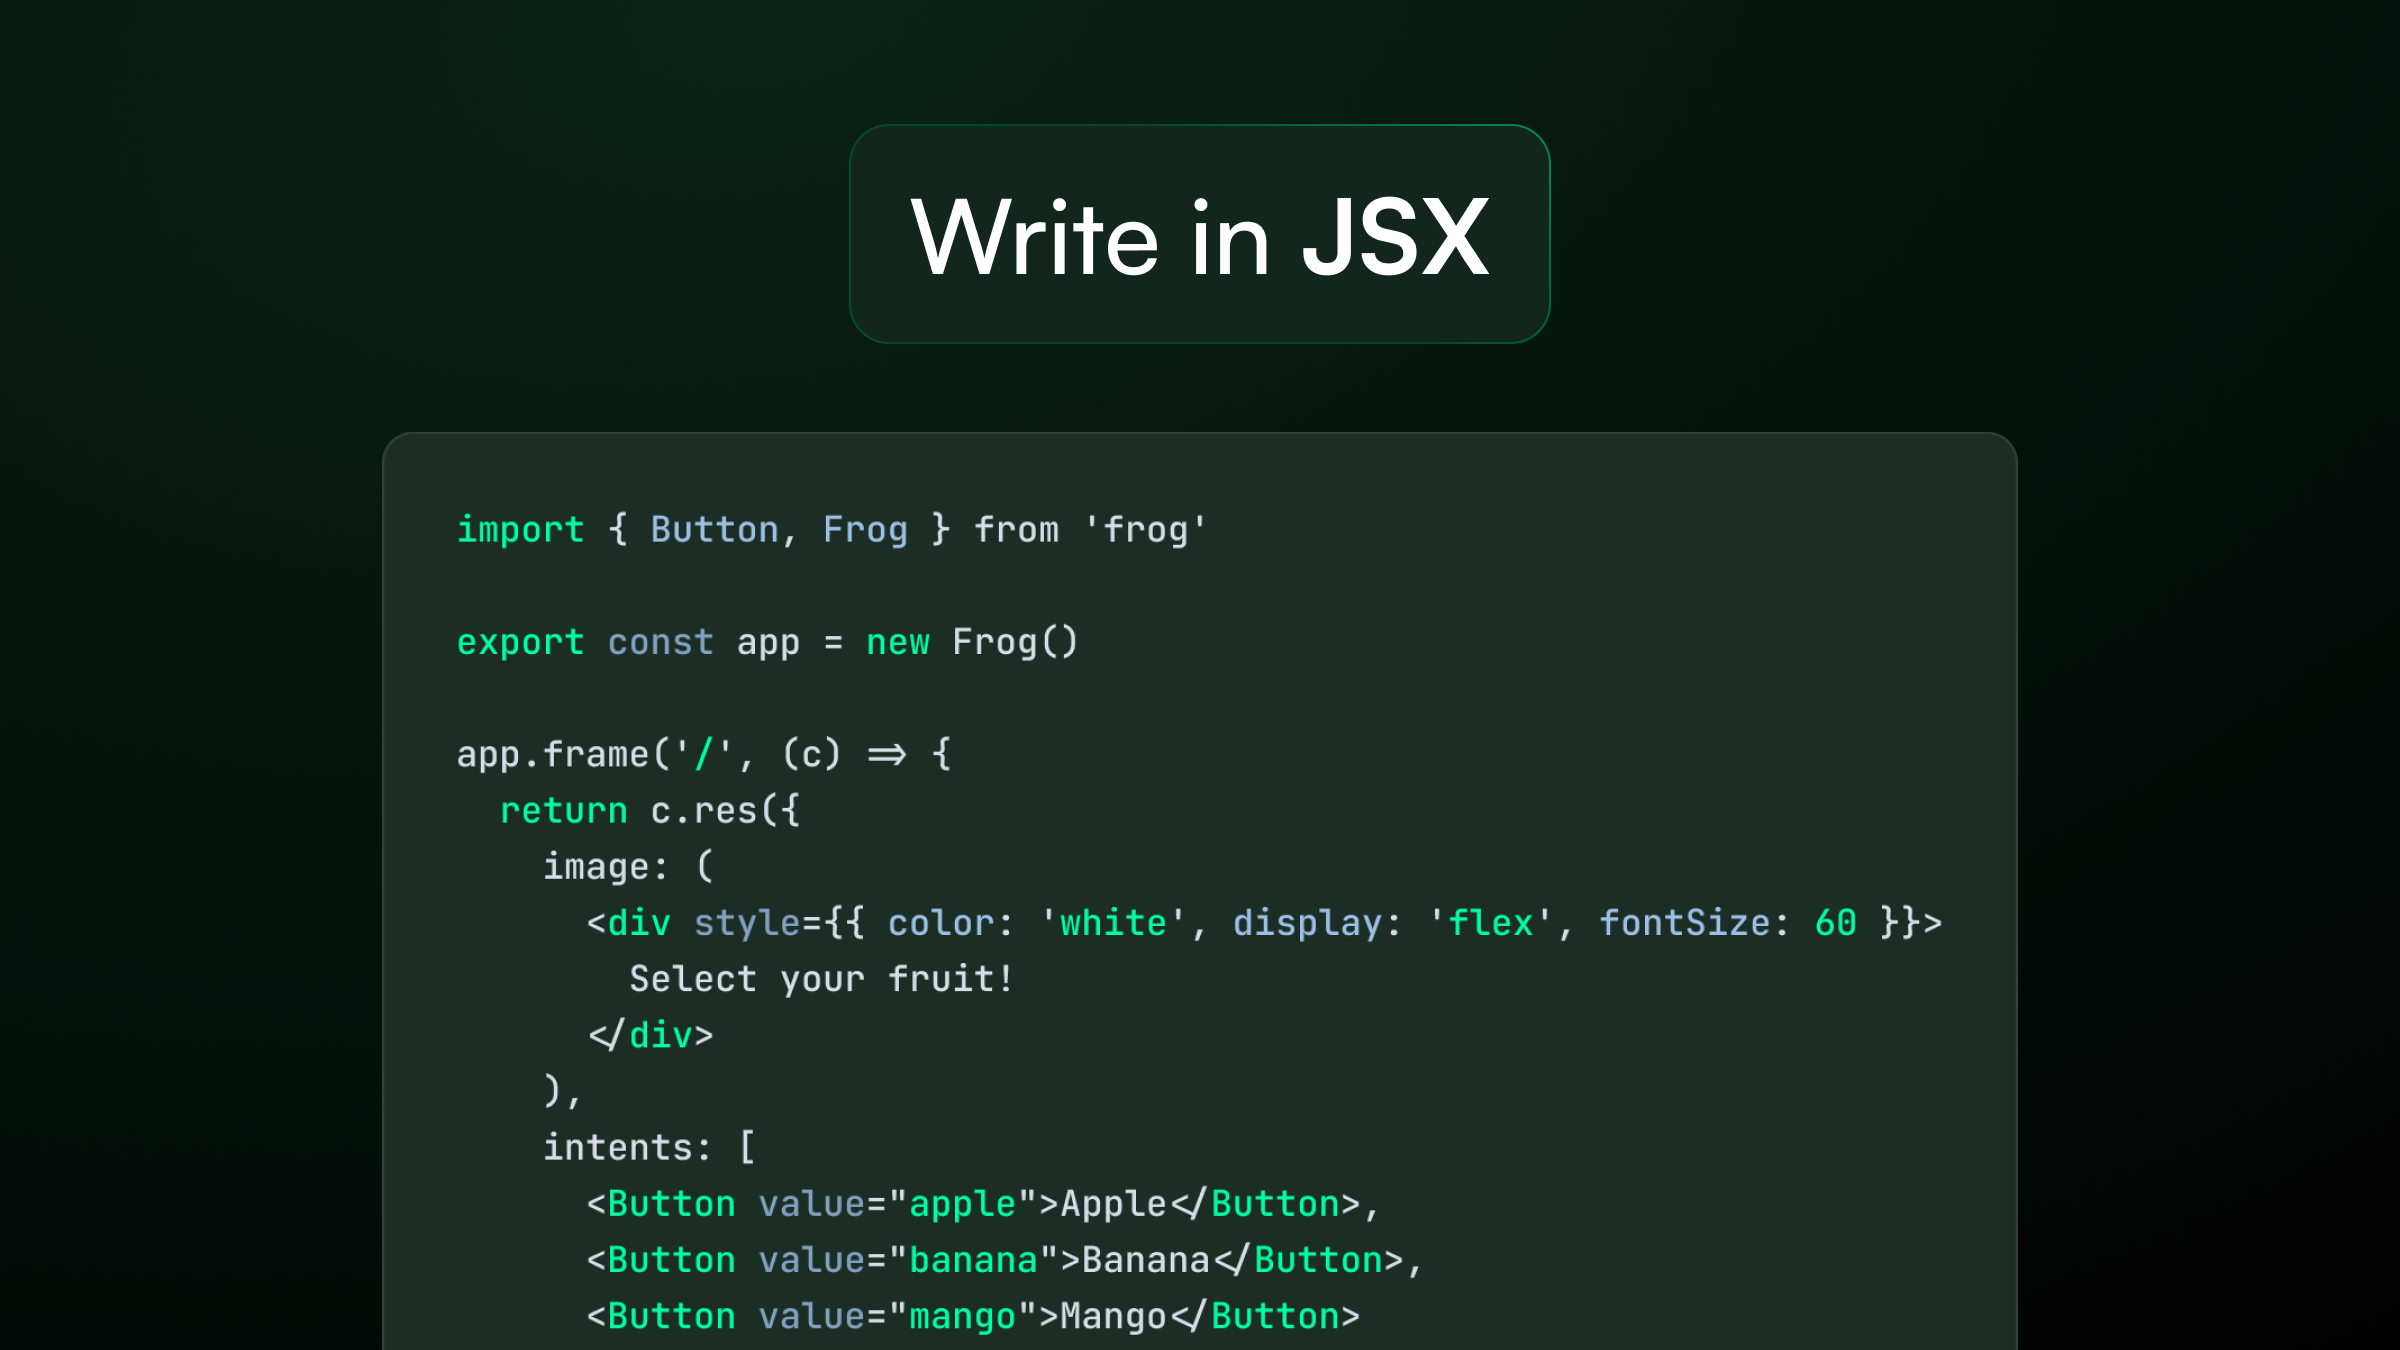 Write in JSX
import { Button, Frog } from 'frog'
export const app = new Frog()
app.frame('/', (c) => {
return c.res({
image: (
<div style={{ color: 'white', display: 'flex', fontSize: 60 }}>
Select your fruit!
</div>
),
intents: [
<Button value="apple">Apple</Button>,
<Button value="banana">Banana</Button>,
<Button value="mango">Mango</Button>